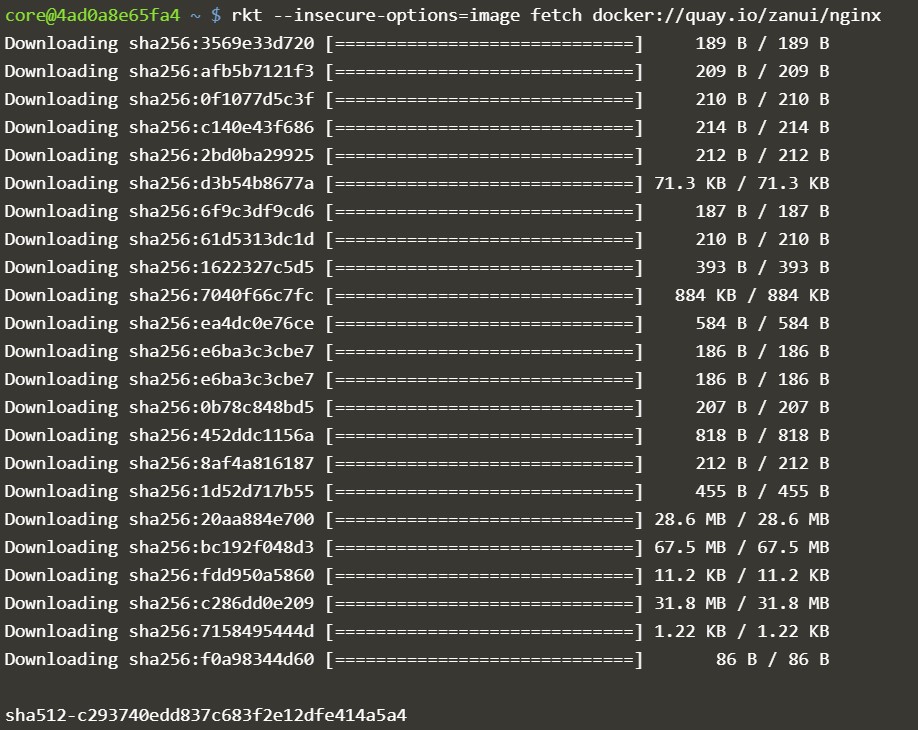 core@4ad0a8e65fa4 ~ $ rkt --insecure-options=image fetch docker://quay.io/zanui/nginx
Downloading sha256:3569e33d720 [=============================] 189 B / 189 B
Downloading sha256:afb5b7121f3 [=============================] 209 B / 209 B
Downloading sha256:0f1077d5c3f [=============================] 210 B / 210 B
Downloading sha256:c140e43f686 [=============================] 214 B / 214 B
Downloading sha256:2bd0ba29925 [=============================] 212 B / 212 B
Downloading sha256:d3b54b8677a [=============================] 71.3 KB / 71.3 KB
Downloading sha256:6f9c3df9cd6 [=============================] 187 B / 187 B
Downloading sha256:61d5313dc1d [=============================] 210 B / 210 B
Downloading sha256:1622327c5d5 [=============================] 393 B / 393 B
Downloading sha256:7040f66c7fc [=============================] 884 KB / 884 KB
Downloading sha256:ea4dc0e76ce [=============================] 584 B / 584 B
Downloading sha256:e6ba3c3cbe7 [=============================] 186 B / 186 B
Downloading sha256:e6ba3c3cbe7 [=============================] 186 B / 186 B
Downloading sha256:0b78c848bd5 [=============================] 207 B / 207 B
Downloading sha256:452ddc1156a [=============================] 818 B / 818 B
Downloading sha256:8af4a816187 [=============================] 212 B / 212 B
Downloading sha256:1d52d717b55 [=============================] 455 B / 455 B
Downloading sha256:20aa884e700 [=============================] 28.6 MB / 28.6 MB
Downloading sha256:bc192f048d3 [=============================] 67.5 MB / 67.5 MB
Downloading sha256:fdd950a5860 [=============================] 11.2 KB / 11.2 KB
Downloading sha256:c286dd0e209 [=============================] 31.8 MB / 31.8 MB
Downloading sha256:7158495444d [=============================] 1.22 KB / 1.22 KB
Downloading sha256:f0a98344d60 [=============================] 86 B / 86 B
sha512-c293740edd837c683f2e12dfe414a5a4